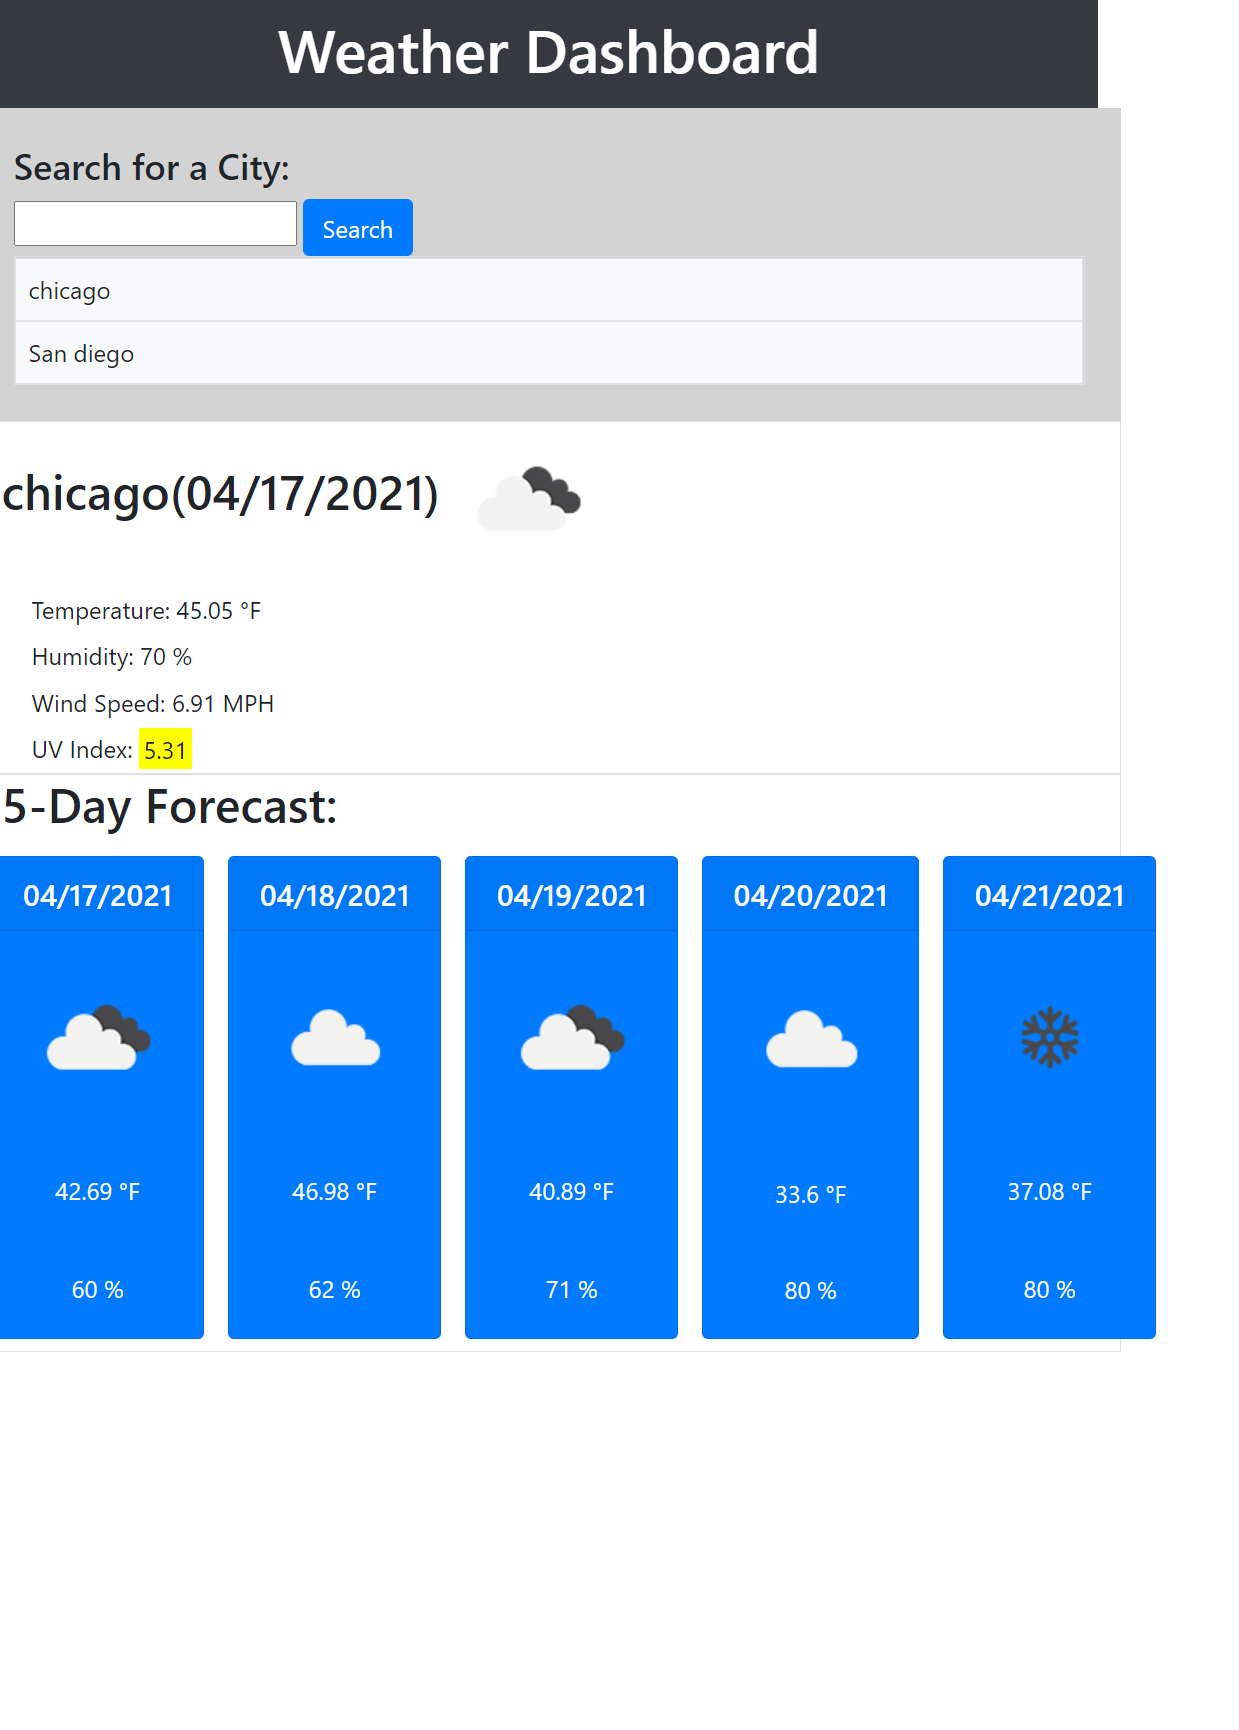 Weather Dashboard
Search for a City:
Search
chicago
San diego
chicago(04/17/2021)
Temperature: 45.05 °F
Humidity: 70 %
Wind Speed: 6.91 MPH
UV Index: 5.31
5-Day Forecast:
04/17/2021 04/18/2021 04/19/2021 04/20/2021 04/21/2021
42.69 °F 46.98 °F 40.89 °F 33.6 °F 37.08 °F
60 % 62 % 71 % 80 % 80 %